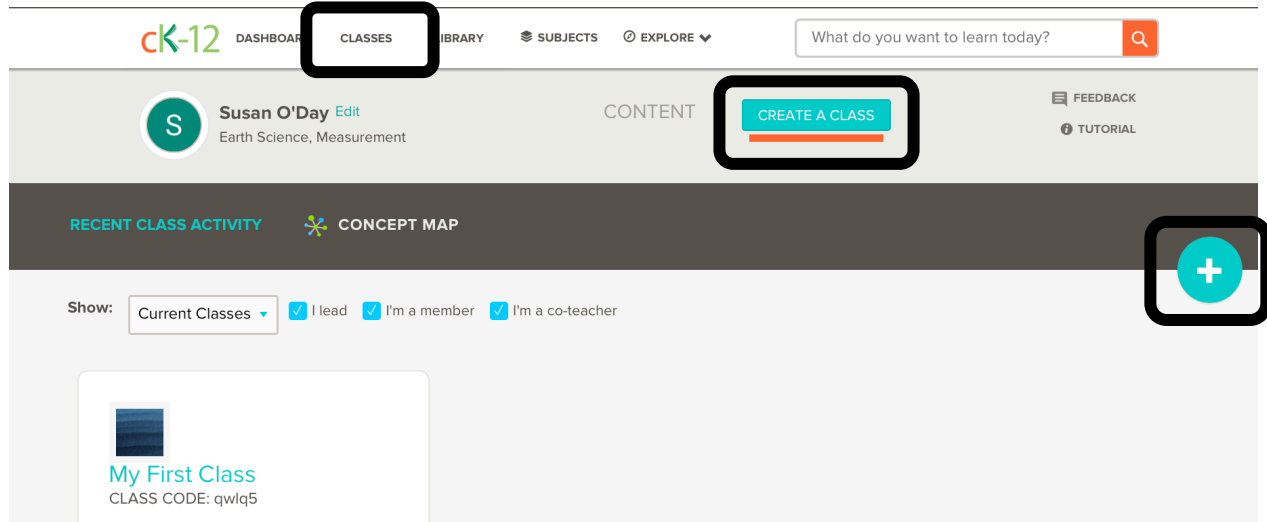 cK-12 DASHBOAR CLASSES IBRARY SUBJECTS EXPLORE What do you want to learn today?
S Susan O'Day Edit CONTENT CREATE A CLASS FEEDBACK
Earth Science, Measurement TUTORIAL
RECENT CLASS ACTIVITY CONCEPT MAP
+
Show: Current Classes I lead I'm a member I'm a co-teacher
My First Class
CLASS CODE: qwlq5